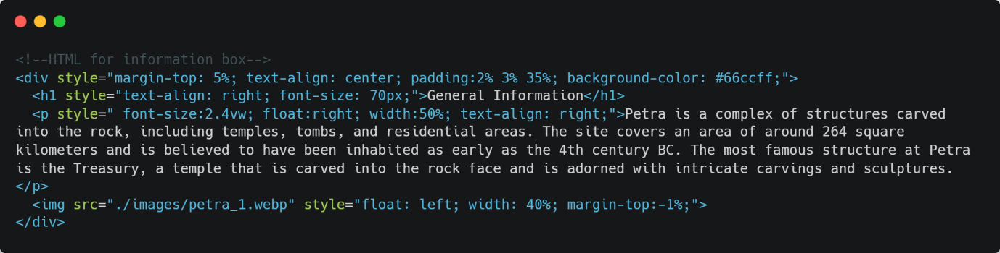 <!--HTML for information box-->
<div style="margin-top: 5%; text-align: center; padding:2% 3% 35%; background-color: #66ccff;">
  <h1 style="text-align: right; font-size: 70px;">General Information</h1>
  <p style=" font-size:2.4vw; float:right; width:50%; text-align: right;">Petra is a complex of structures carved
into the rock, including temples, tombs, and residential areas. The site covers an area of around 264 square
kilometers and is believed to have been inhabited as early as the 4th century BC. The most famous structure at Petra
is the Treasury, a temple that is carved into the rock face and is adorned with intricate carvings and sculptures.
</p>
  <img src="./images/petra_1.webp" style="float: left; width: 40%; margin-top:-1%;">
</div>